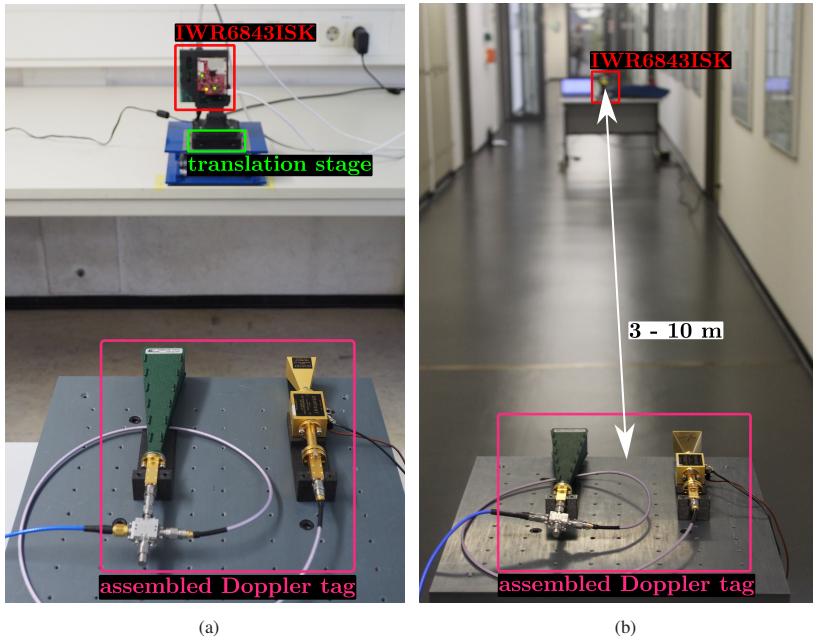 IWR6843ISK
translation stage
assembled Doppler tag
(a)
IWR6843ISK
3 - 10 m
assembled Doppler tag
(b)